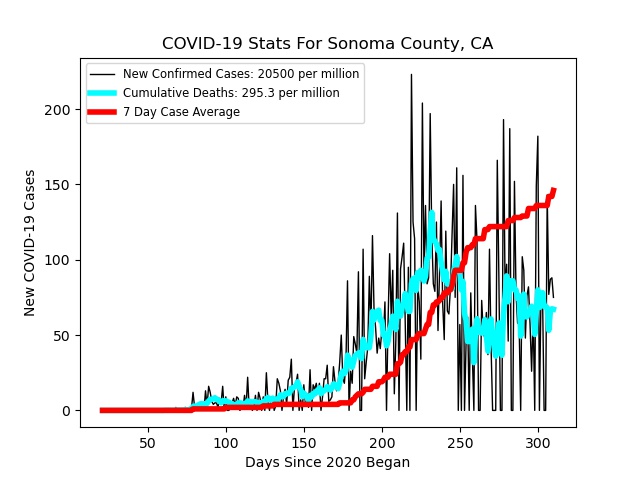 COVID-19 Stats For Sonoma County, CA
New Confirmed Cases: 20500 per million
Cumulative Deaths: 295.3 per million
7 Day Case Average
New COVID-19 Cases
200
150
100
50
0
50 100 150 200 250 300
Days Since 2020 Began